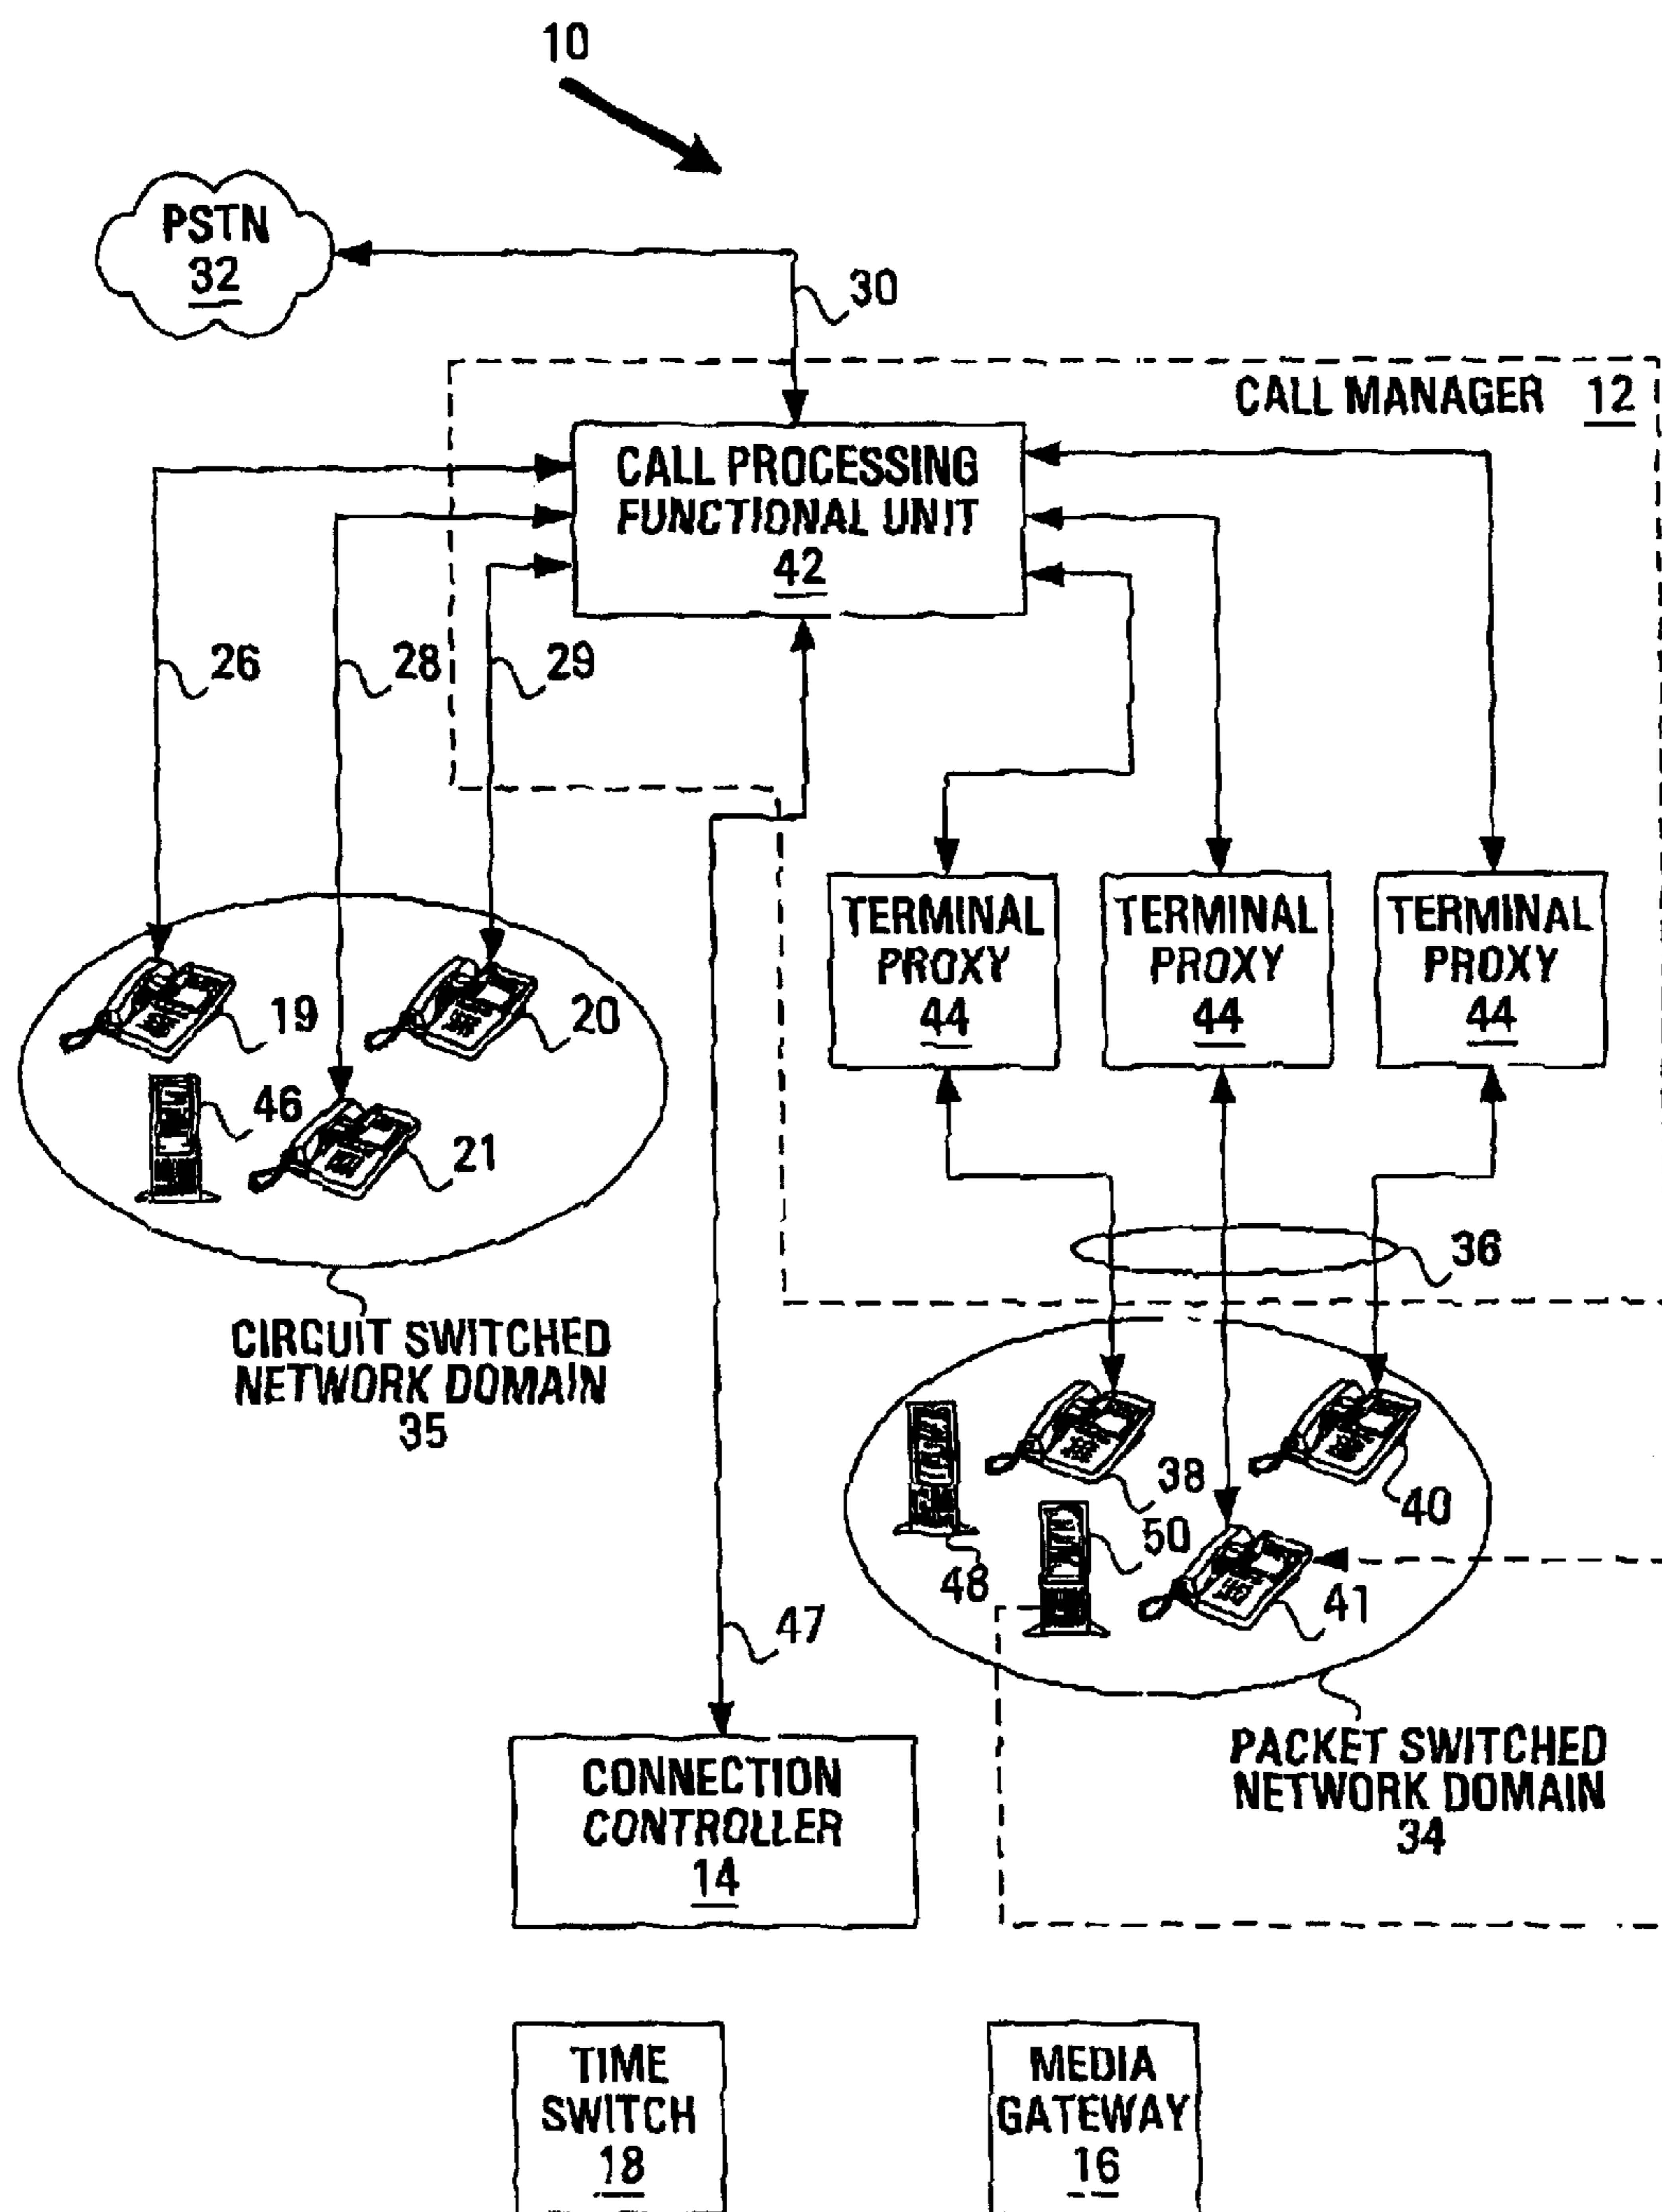 10
PSTN
32
30
CALL MANAGER 12
CALL PROCESSING
FUNCTIONAL UNIT
42
26
28
29
TERMINAL
PROXY
44
TERMINAL
PROXY
44
TERMINAL
PROXY
44
19
20
46
21
36
CIRCUIT SWITCHED
NETWORK DOMAIN
35
38
40
50
48
41
47
PACKET SWITCHED
NETWORK DOMAIN
34
CONNECTION
CONTROLLER
14
TIME
SWITCH
18
MEDIA
GATEWAY
16